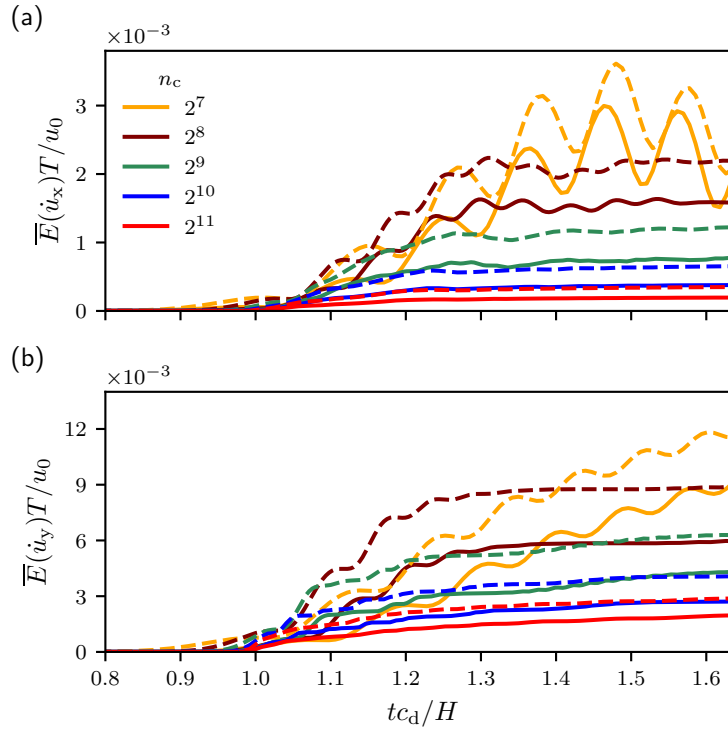 (a)
×10⁻³
3
2
1
0
E̅(u̇ₓ)T/u₀
n_c
2⁷
2⁸
2⁹
2¹⁰
2¹¹
(b)
×10⁻³
12
9
6
3
0
E̅(u̇_y)T/u₀
0.8 0.9 1.0 1.1 1.2 1.3 1.4 1.5 1.6
tc_d/H